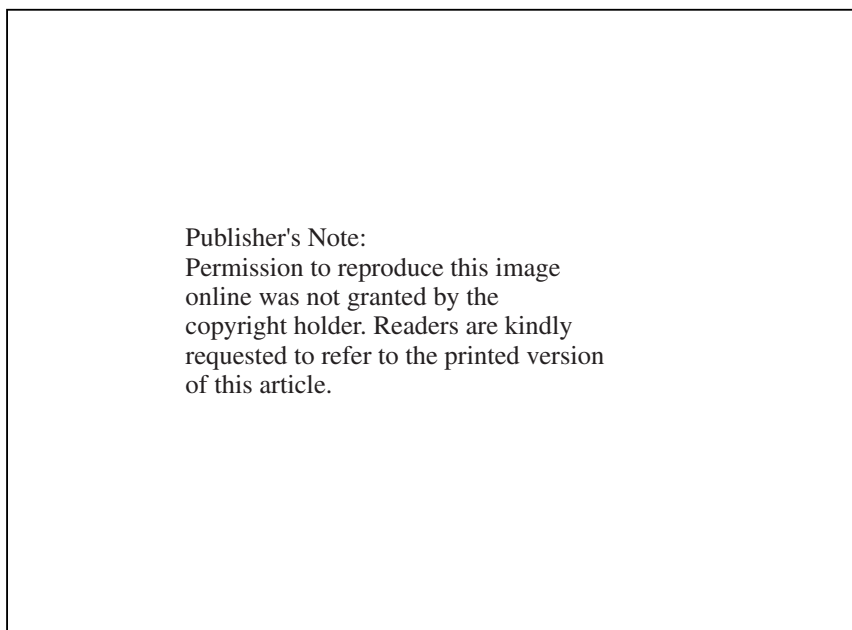 Publisher's Note:
Permission to reproduce this image
online was not granted by the
copyright holder. Readers are kindly
requested to refer to the printed version
of this article.